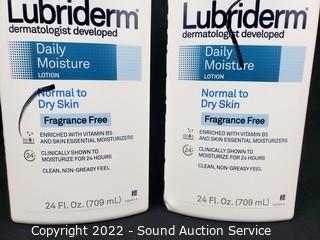 Lubriderm®
dermatologist developed
Daily
Moisture
LOTION
Normal to
Dry Skin
Fragrance Free
ENRICHED WITH VITAMIN B5
AND SKIN ESSENTIAL MOISTURIZERS
24
CLINICALLY SHOWN TO
MOISTURIZE FOR 24 HOURS
CLEAN, NON-GREASY FEEL
24 Fl. Oz. (709 mL)
Lubriderm®
dermatologist developed
Daily
Moisture
LOTION
Normal to
Dry Skin
Fragrance Free
ENRICHED WITH VITAMIN B5
AND SKIN ESSENTIAL MOISTURIZERS
24
CLINICALLY SHOWN TO
MOISTURIZE FOR 24 HOURS
CLEAN, NON-GREASY FEEL
24 Fl. Oz. (709 mL)
Copyright 2022 - Sound Auction Service